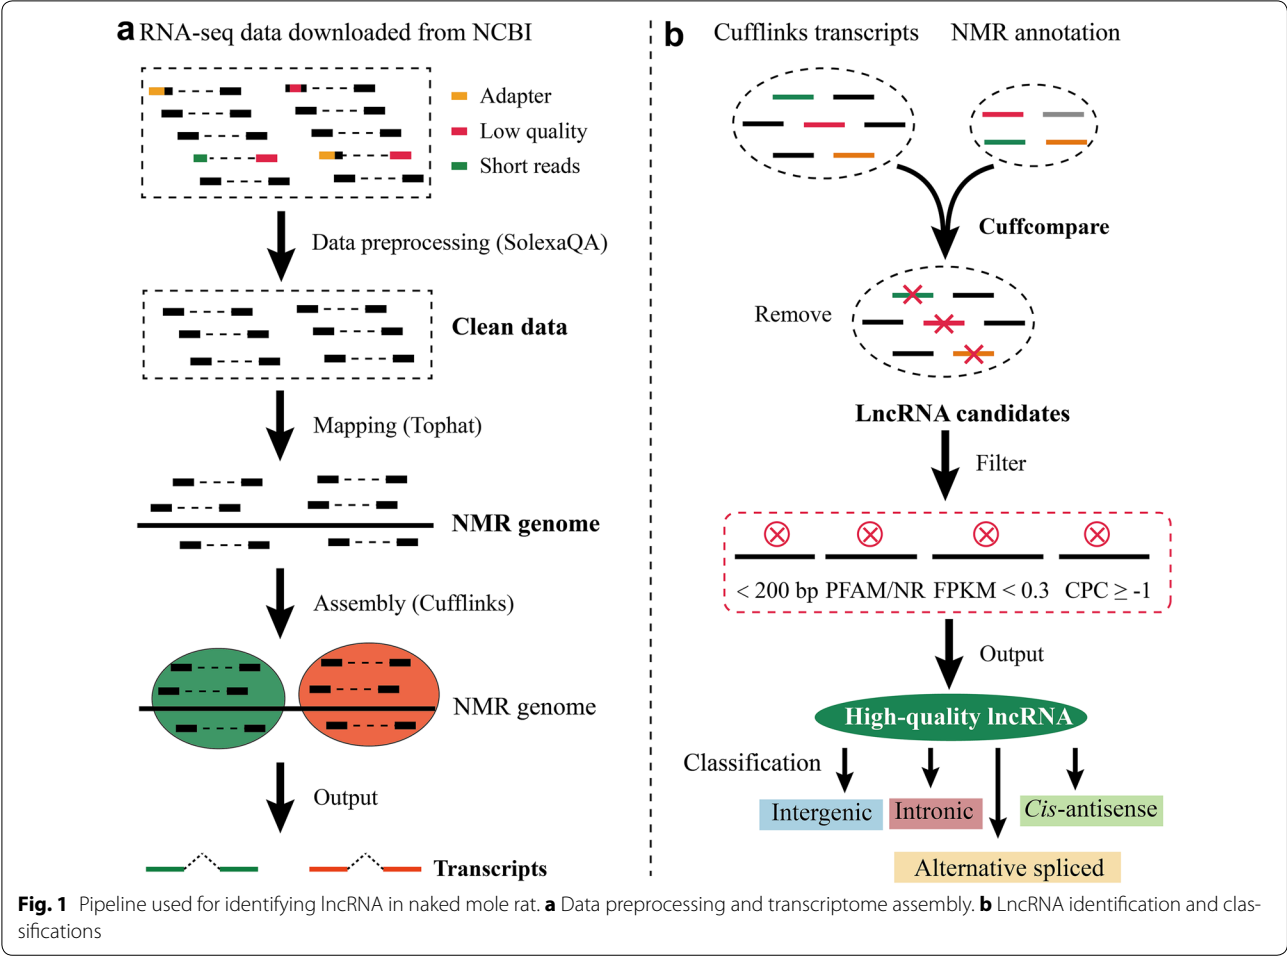 a RNA-seq data downloaded from NCBI
Adapter
Low quality
Short reads
Data preprocessing (SolexaQA)
Clean data
Mapping (Tophat)
NMR genome
Assembly (Cufflinks)
NMR genome
Output
Transcripts
b Cufflinks transcripts NMR annotation
Cuffcompare
Remove
LncRNA candidates
Filter
< 200 bp PFAM/NR FPKM < 0.3 CPC ≥ -1
Output
High-quality lncRNA
Classification
Intergenic Intronic Cis-antisense
Alternative spliced
Fig. 1 Pipeline used for identifying lncRNA in naked mole rat. a Data preprocessing and transcriptome assembly. b LncRNA identification and clas-
sifications